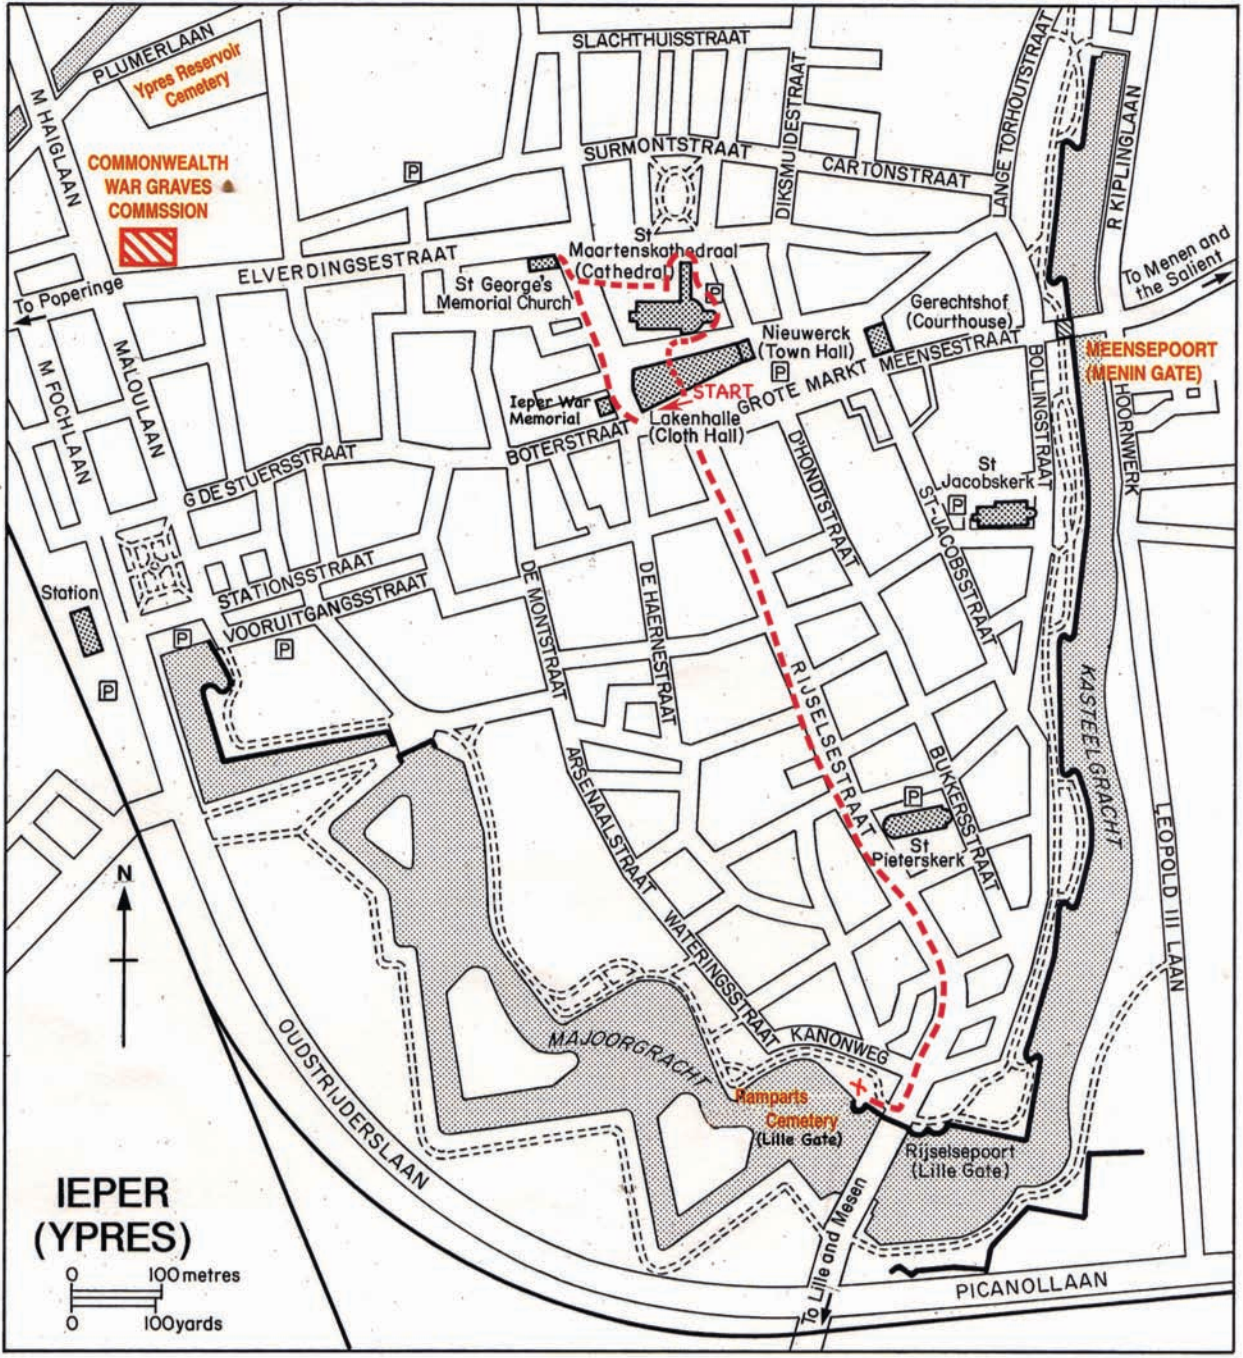 SLACHTHUISSTRAAT
PLUMERLAAN
Ypres Reservoir
Cemetery
M HAIGLAAN
DIKSMUIDESTRAAT
LANGE TORHOUTSTRAAT
R KIPLINGLAAN
SURMONTSTRAAT
CARTONSTRAAT
COMMONWEALTH
WAR GRAVES
COMMSSION
P
St
Maartenskathedraal
(Cathedral)
ELVERDINGSESTRAAT
To Menen and
the Salient
To Poperinge
St George's
Memorial Church
P
Gerechtshof
(Courthouse)
Nieuwerck
(Town Hall)
P
MEENSESTRAAT
MEENSEPOORT
(MENIN GATE)
M FOCHLAAN
MALOULAAN
BOLLINGSTRAAT
HOORNWERK
START
GROTE MARKT
Ieper War
Memorial
Lakenhalle
(Cloth Hall)
BOTERSTRAAT
G DE STUERSSTRAAT
D'HONDTSTRAAT
St
Jacobskerk
P
ST-JACOBSSTRAAT
STATIONSSTRAAT
VOORUITGANGSSTRAAT
DE MONTSTRAAT
DE HAERNESTRAAT
Station
P
P
P
RIJSELSESTRAAT
KASTEELGRACHT
ARSENAALSTRAAT
BUKKERSSTRAAT
P
St
Pieterskerk
LEOPOLD III LAAN
N
WATERINGSSTRAAT
KANONWEG
OUDSTRIJDERSLAAN
MAJOORGRACHT
Ramparts
Cemetery
(Lille Gate)
Rijselsepoort
(Lille Gate)
IEPER
(YPRES)
0 100 metres
0 100 yards
To Lille and Mesen
PICANOLLAAN